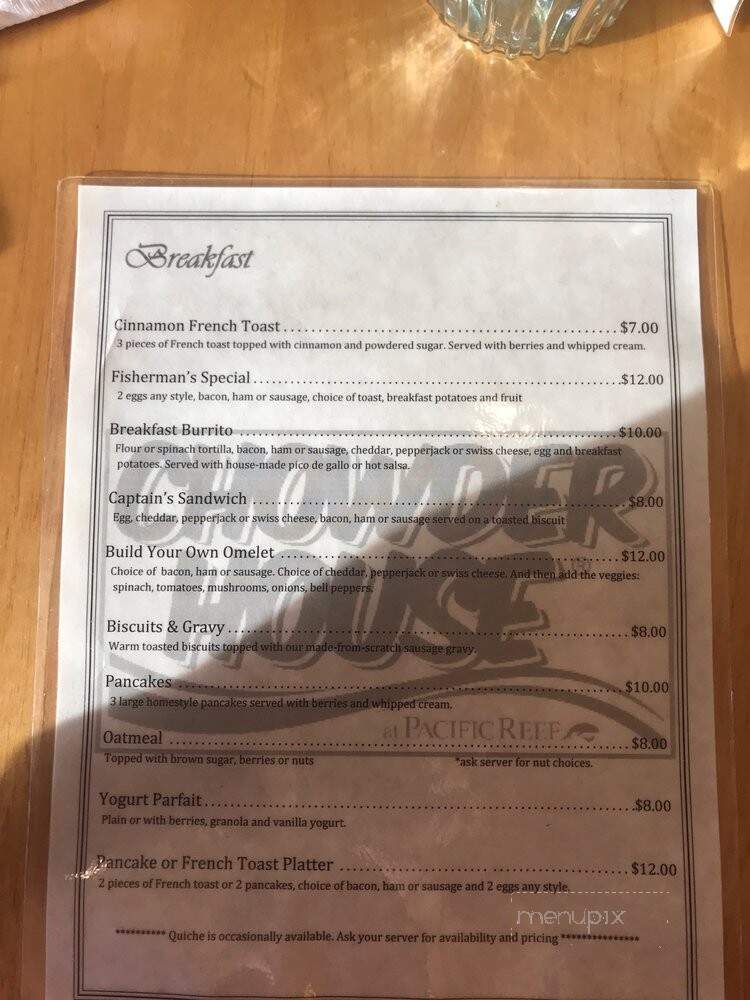 Breakfast
Cinnamon French Toast ........ $7.00
3 pieces of French toast topped with cinnamon and powdered sugar. Served with berries and whipped cream.
Fisherman's Special ........ $12.00
2 eggs any style, bacon, ham or sausage, choice of toast, breakfast potatoes and fruit
Breakfast Burrito ........ $10.00
Flour or spinach tortilla, bacon, ham or sausage, cheddar, pepperjack or swiss cheese, egg and breakfast
potatoes. Served with house-made pico de gallo or hot salsa.
CHOWDER
Captain's Sandwich ........ $8.00
Egg, cheddar, pepperjack or swiss cheese, bacon, ham or sausage served on a toasted biscuit
Build Your Own Omelet ........ $12.00
Choice of bacon, ham or sausage. Choice of cheddar, pepperjack or swiss cheese. And then add the veggies:
spinach, tomatoes, mushrooms, onions, bell peppers.
HOUSE
Biscuits & Gravy ........ $8.00
Warm toasted biscuits topped with our made-from-scratch sausage gravy.
Pancakes ........ $10.00
3 large homestyle pancakes served with berries and whipped cream.
at PACIFIC REEF
Oatmeal ........ $8.00
Topped with brown sugar, berries or nuts *ask server for nut choices.
Yogurt Parfait ........ $8.00
Plain or with berries, granola and vanilla yogurt.
Pancake or French Toast Platter ........ $12.00
2 pieces of French toast or 2 pancakes, choice of bacon, ham or sausage and 2 eggs any style.
menupix
********** Quiche is occasionally available. Ask your server for availability and pricing ***************